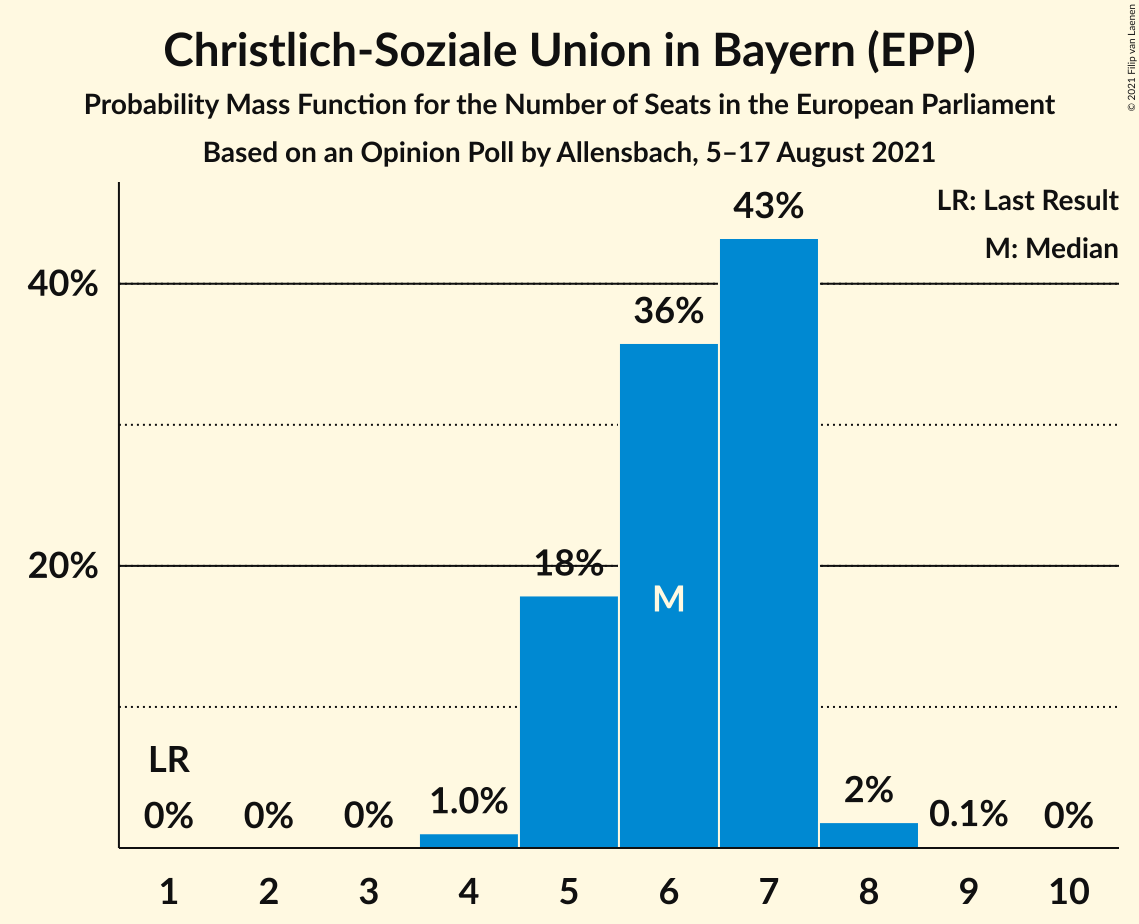 Christlich-Soziale Union in Bayern (EPP)
Probability Mass Function for the Number of Seats in the European Parliament
Based on an Opinion Poll by Allensbach, 5–17 August 2021
© 2021 Filip van Laenen
LR: Last Result
M: Median
43%
40%
36%
20%
18%
M
LR
0%
0%
0%
1.0%
2%
0.1%
0%
1 2 3 4 5 6 7 8 9 10